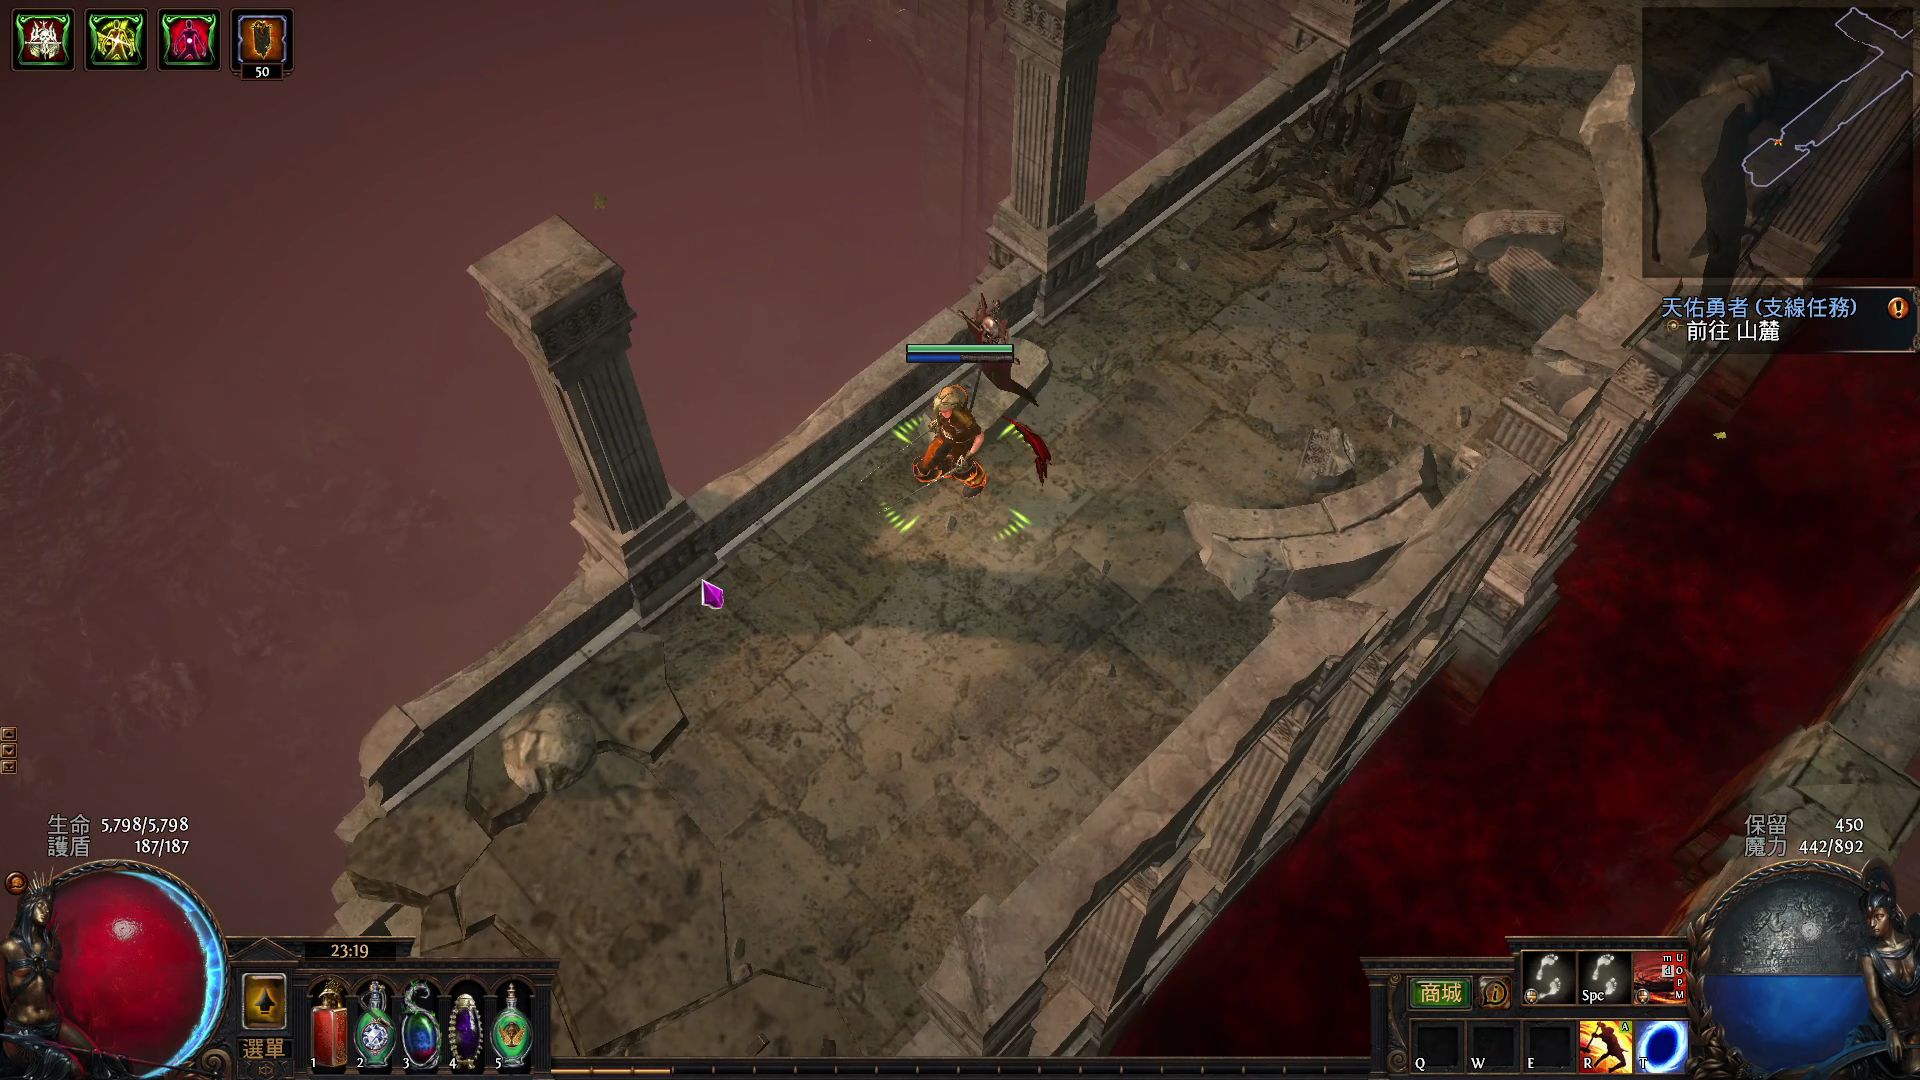 50
天佑勇者 (支線任務)
前往 山麓
生命 5,798/5,798
護盾 187/187
保留 450
魔力 442/892
23:19
選單
1
2
3
4
5
商城
Spc
m U
d O
P
M
Q
W
E
R
A
T